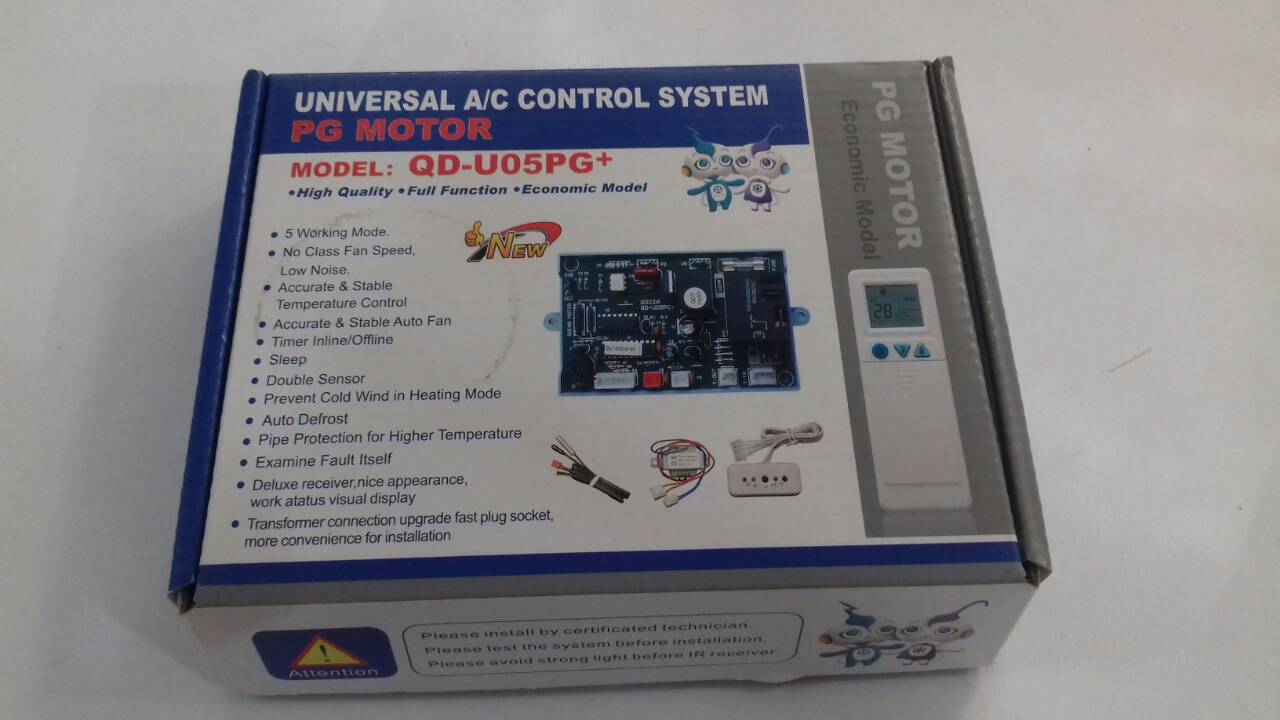 UNIVERSAL A/C CONTROL SYSTEM
PG MOTOR
MODEL: QD-U05PG+
•High Quality •Full Function •Economic Model
• 5 Working Mode.
• No Class Fan Speed,
Low Noise.
• Accurate & Stable
Temperature Control
• Accurate & Stable Auto Fan
• Timer Inline/Offline
• Sleep
• Double Sensor
• Prevent Cold Wind in Heating Mode
• Auto Defrost
• Pipe Protection for Higher Temperature
• Examine Fault Itself
• Deluxe receiver,nice appearance,
work atatus visual display
• Transformer connection upgrade fast plug socket,
more convenience for installation
NEW
QD-U05PG+
PG MOTOR
Economic Model
28
Attention
Please install by certificated technician.
Please test the system before installation.
Please avoid strong light before IR receiver